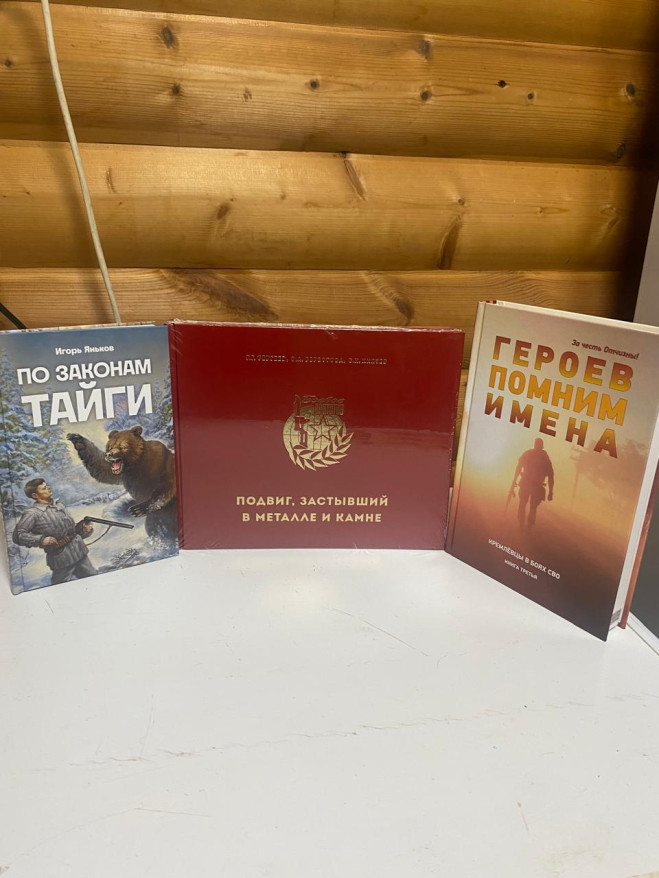 Игорь Яньков
ПО ЗАКОНАМ
ТАЙГИ
ПОДВИГ, ЗАСТЫВШИЙ
В МЕТАЛЛЕ И КАМНЕ
За честь Отчизны!
ГЕРОЕВ
ПОМНИМ
ИМЕНА
КРЕМЛЁВЦЫ В БОЯХ СВО
КНИГА ТРЕТЬЯ